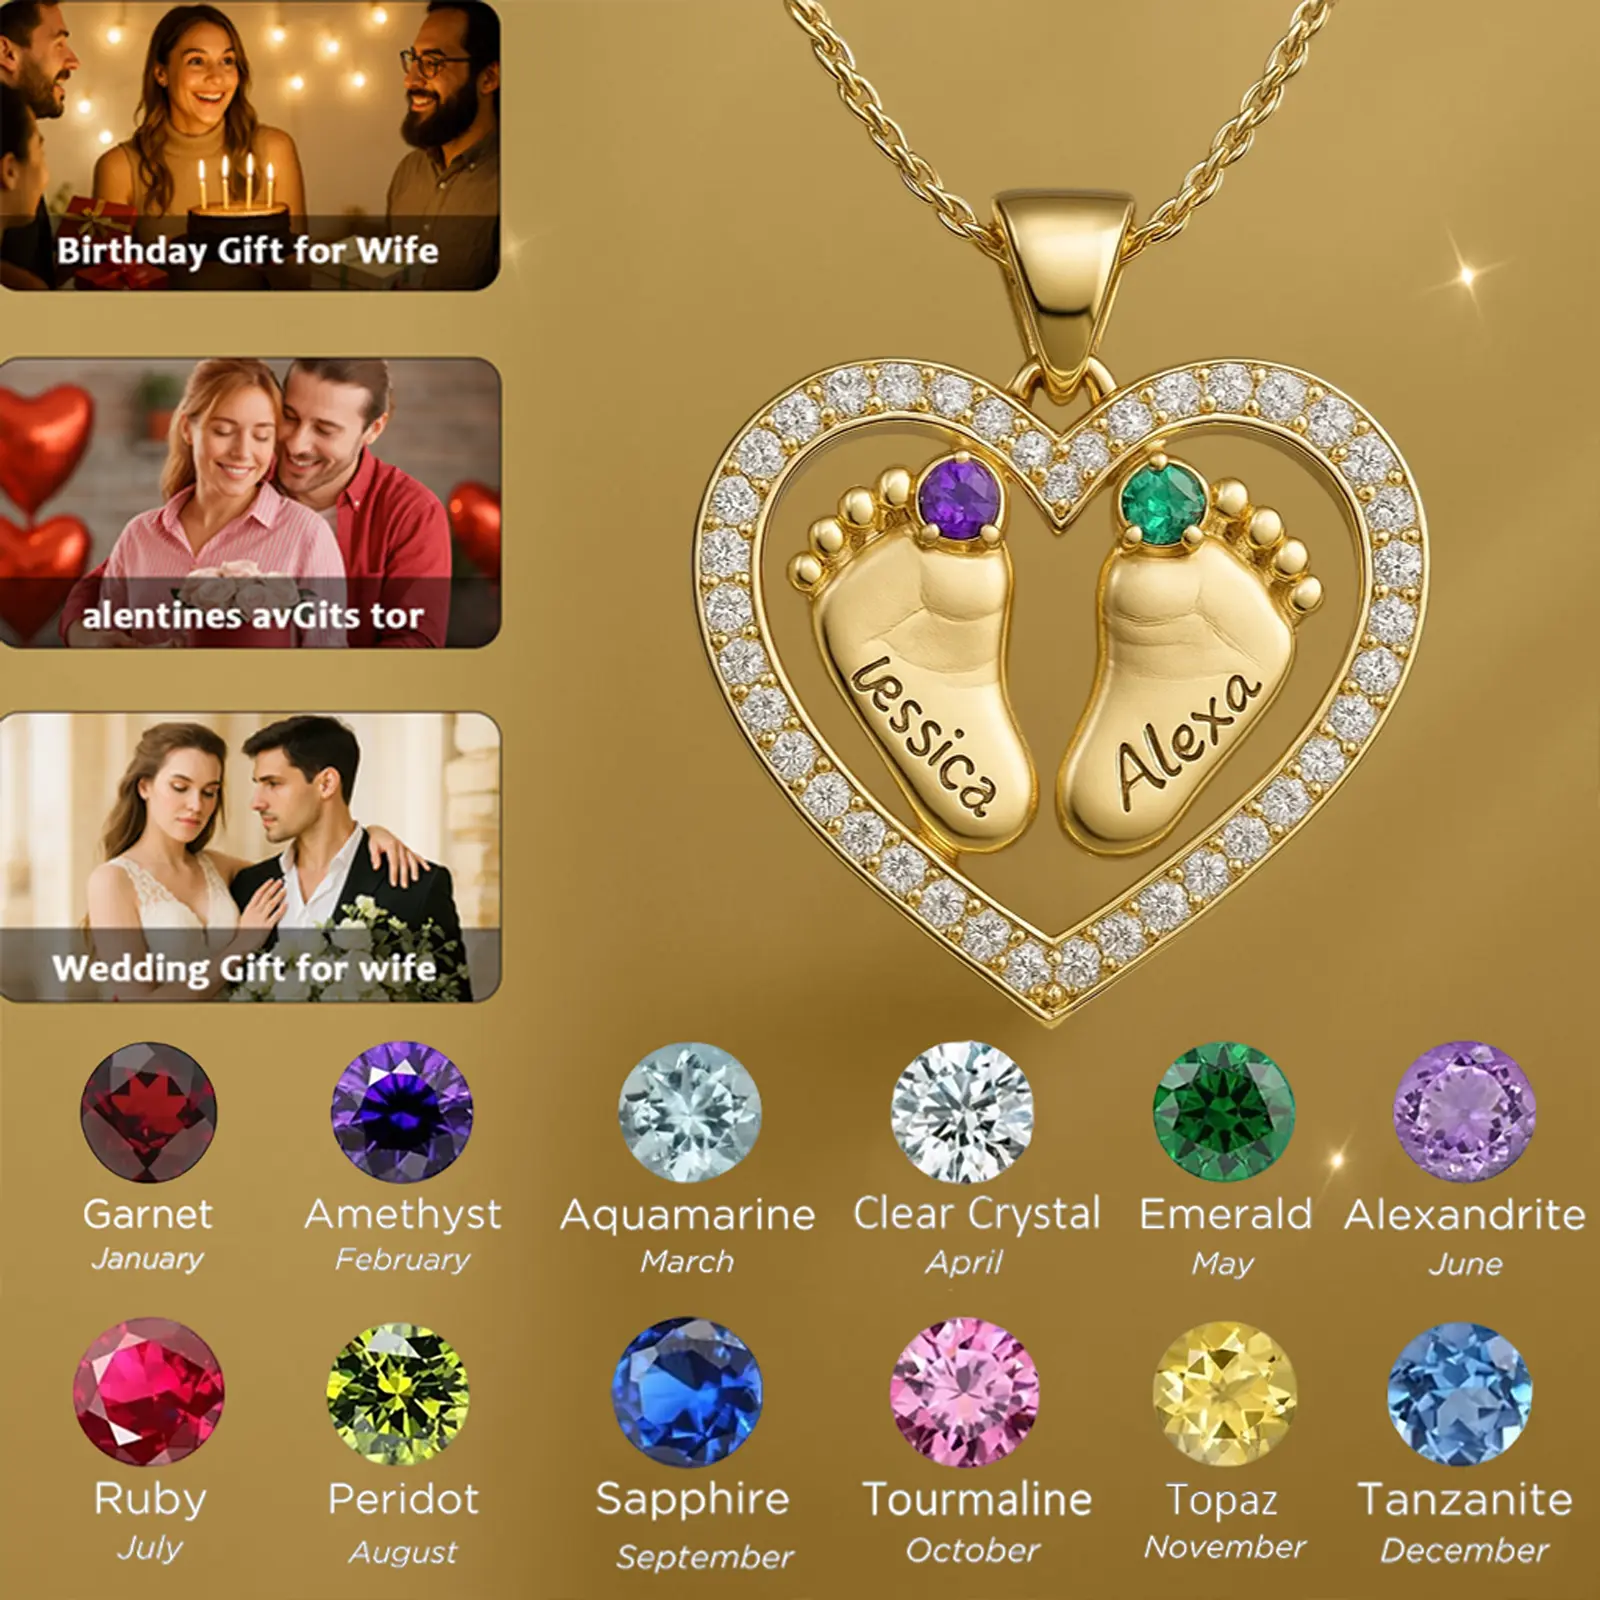 Birthday Gift for Wife
alentines avGits tor
Wedding Gift for wife
Jessica
Alexa
Garnet
January
Amethyst
February
Aquamarine
March
Clear Crystal
April
Emerald
May
Alexandrite
June
Ruby
July
Peridot
August
Sapphire
September
Tourmaline
October
Topaz
November
Tanzanite
December